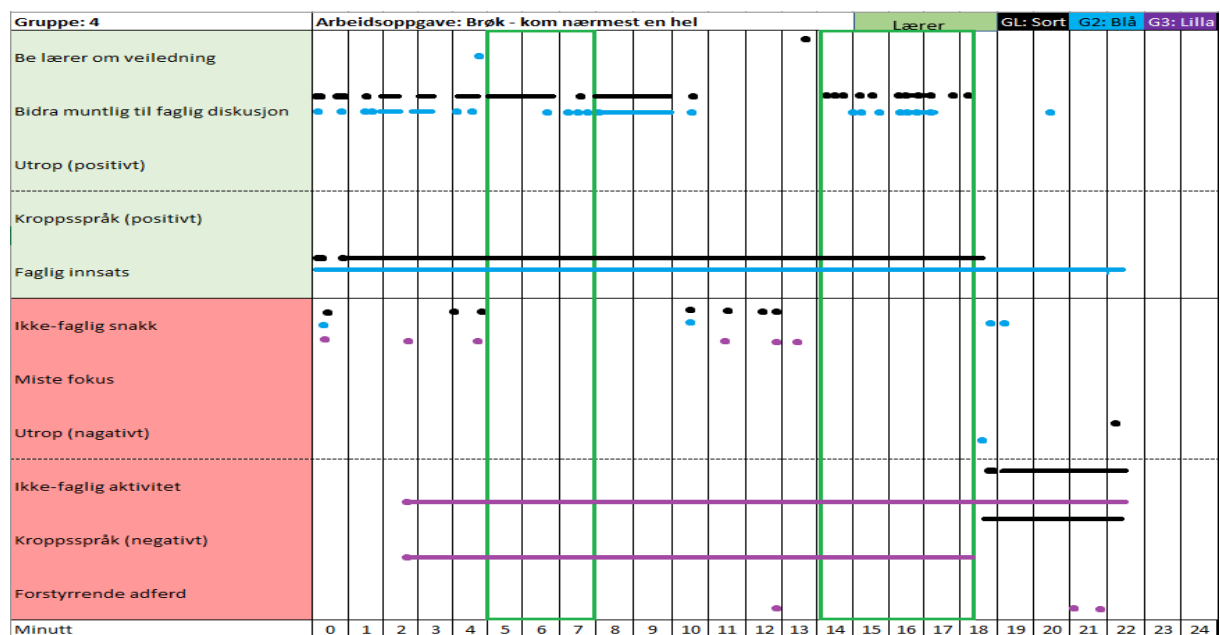 Gruppe: 4 Arbeidsoppgave: Brøk - kom nærmest en hel Lærer GL: Sort G2: Blå G3: Lilla
Be lærer om veiledning
Bidra muntlig til faglig diskusjon
Utrop (positivt)
Kroppsspråk (positivt)
Faglig innsats
Ikke-faglig snakk
Miste fokus
Utrop (nagativt)
Ikke-faglig aktivitet
Kroppsspråk (negativt)
Forstyrrende adferd
Minutt 0 1 2 3 4 5 6 7 8 9 10 11 12 13 14 15 16 17 18 19 20 21 22 23 24